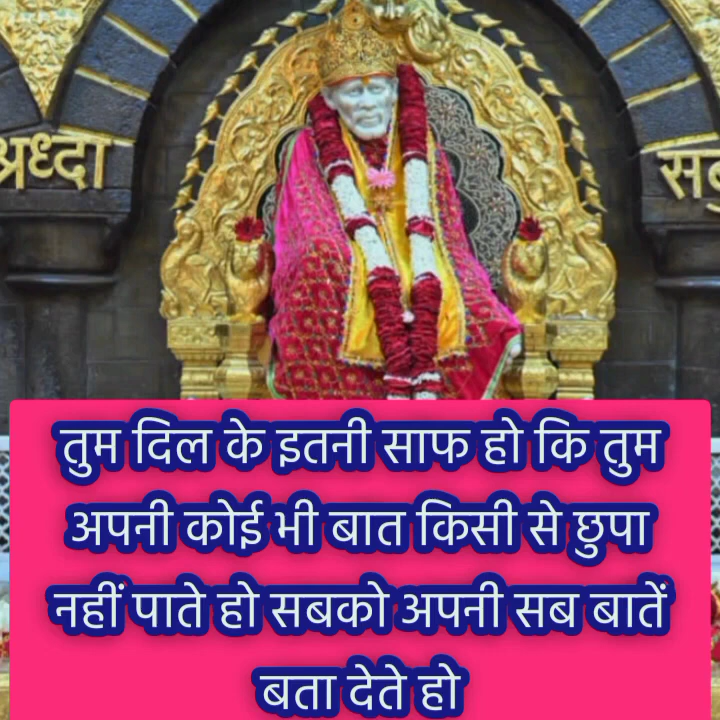 श्रध्दा
तुम दिल के इतनी साफ हो कि तुम
अपनी कोई भी बात किसी से छुपा
नहीं पाते हो सबको अपनी सब बातें
बता देते हो